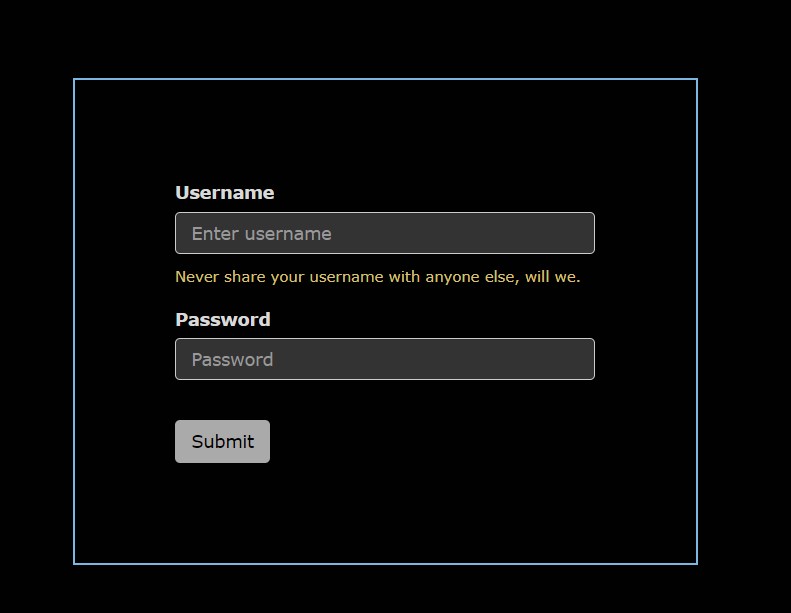 Username
Enter username
Never share your username with anyone else, will we.
Password
Password
Submit